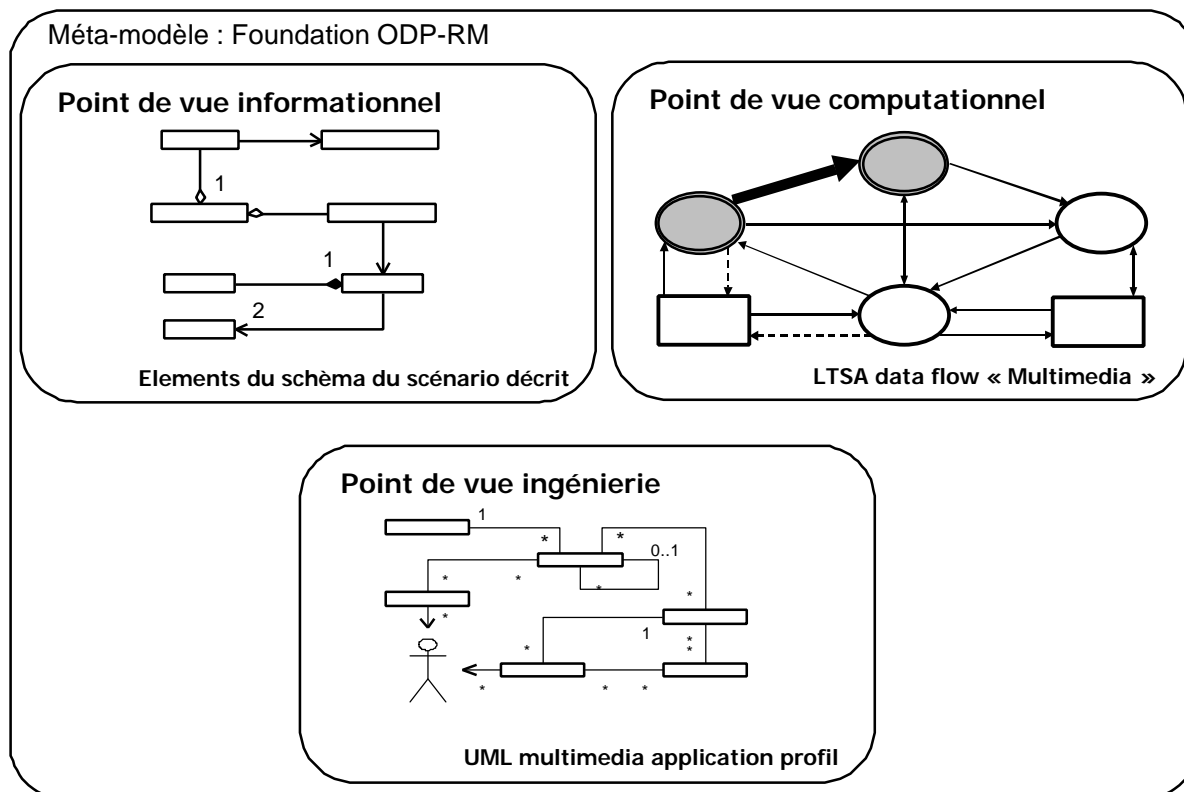 Méta-modèle : Foundation ODP-RM
Point de vue informationnel
1
1
2
Elements du schèma du scénario décrit
Point de vue computationnel
LTSA data flow « Multimedia »
Point de vue ingénierie
1
*
*
0..1
*
*
*
*
*
1
*
*
*
*
*
*
UML multimedia application profil